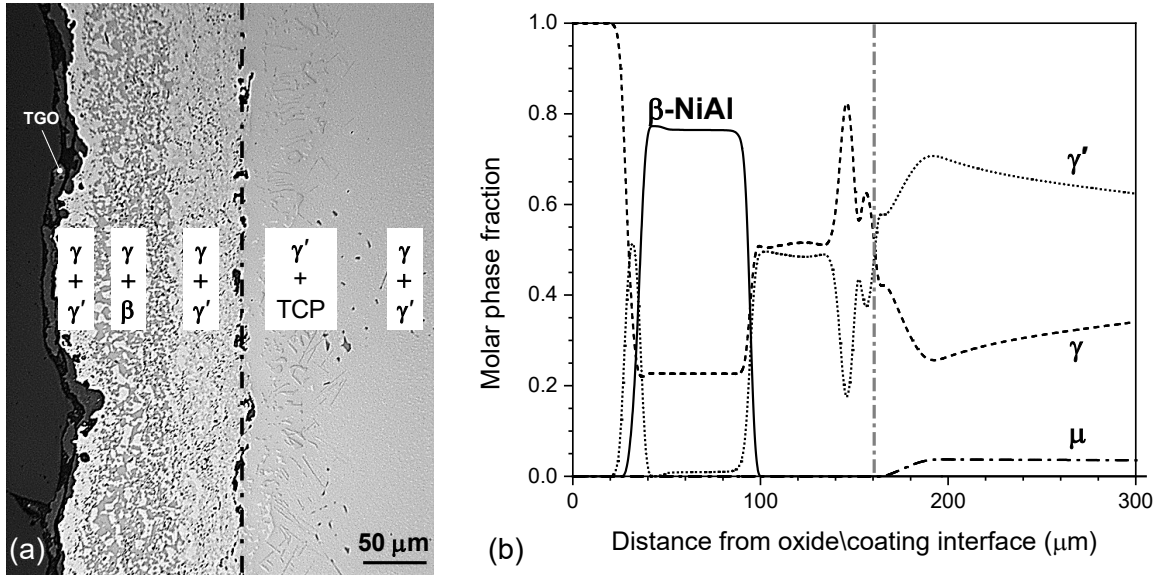 TGO
γ
+
γ′
γ
+
β
γ
+
γ′
γ′
+
TCP
γ
+
γ′
50 μm
(a)
1.0
0.8
0.6
0.4
0.2
0.0
0
100
200
300
Molar phase fraction
β-NiAl
γ′
γ
μ
Distance from oxide\coating interface (μm)
(b)